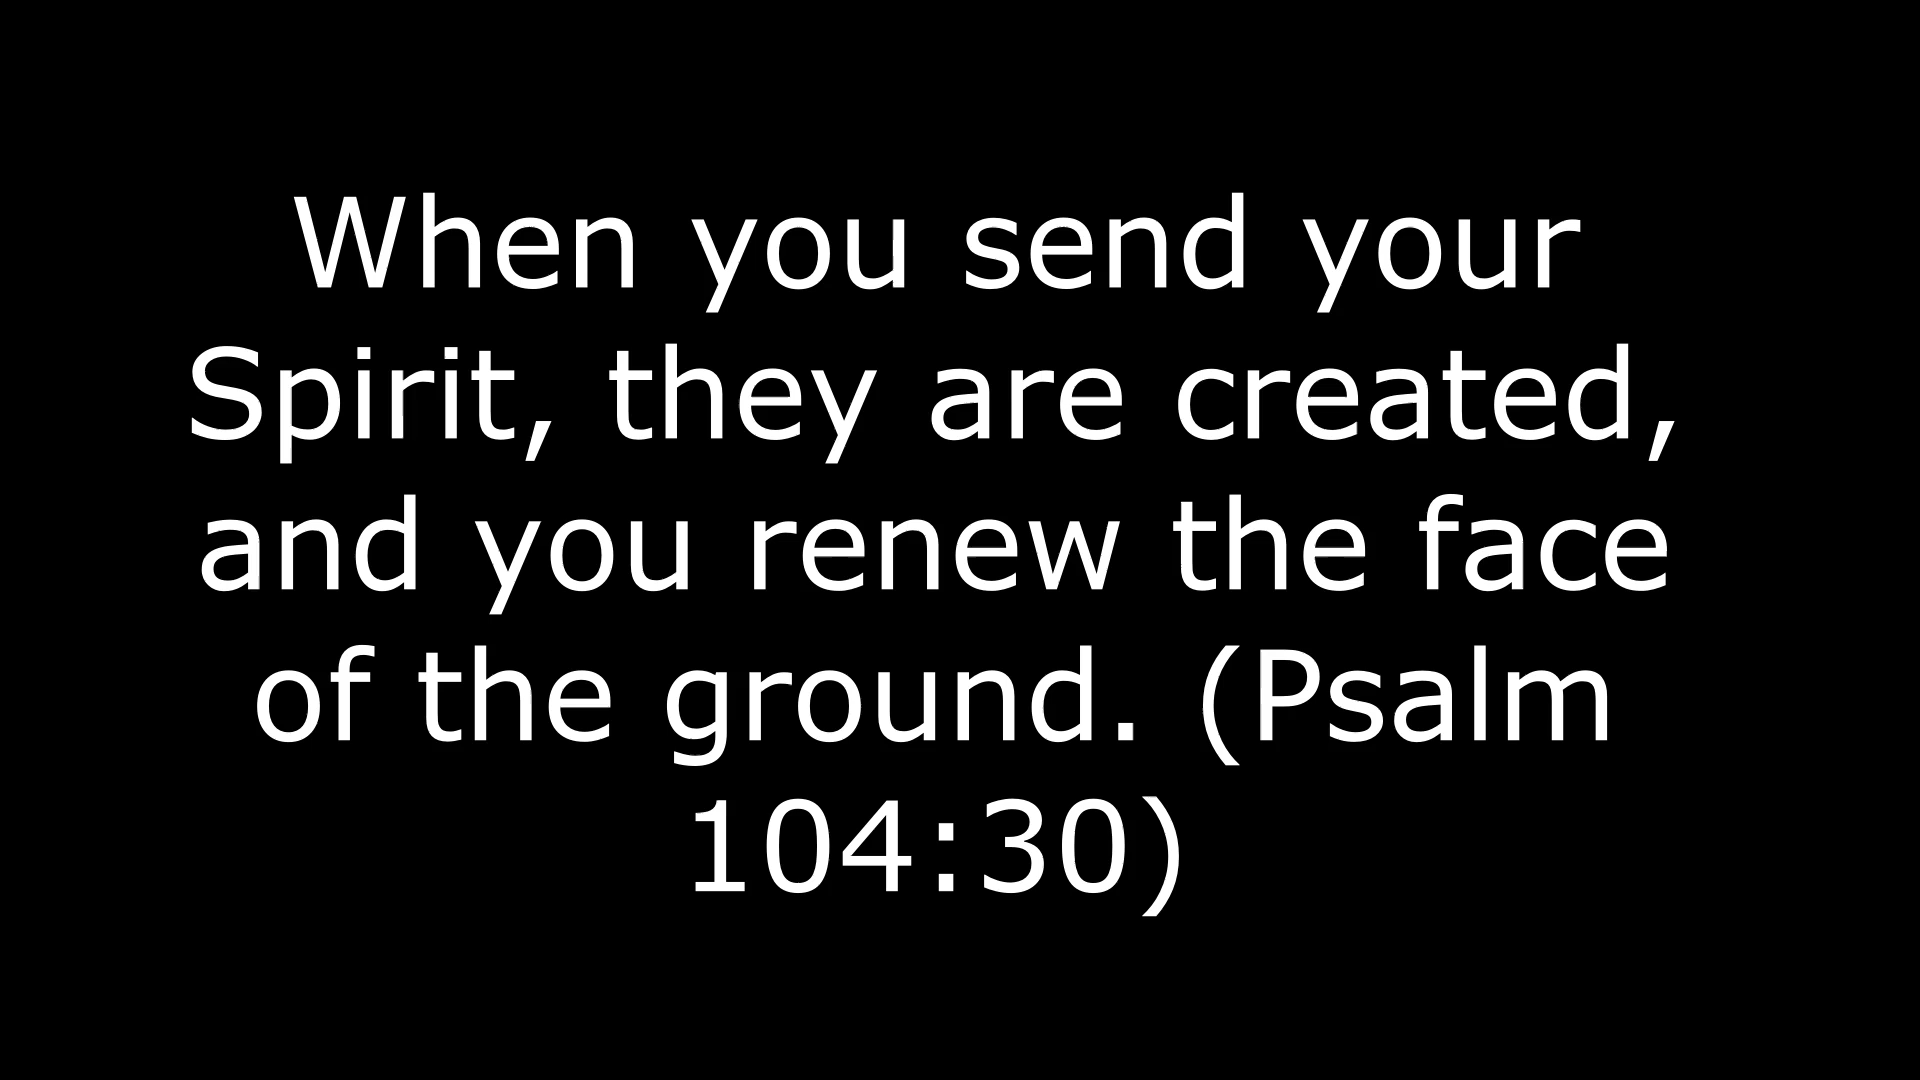 When you send your
Spirit, they are created,
and you renew the face
of the ground. (Psalm
104:30)